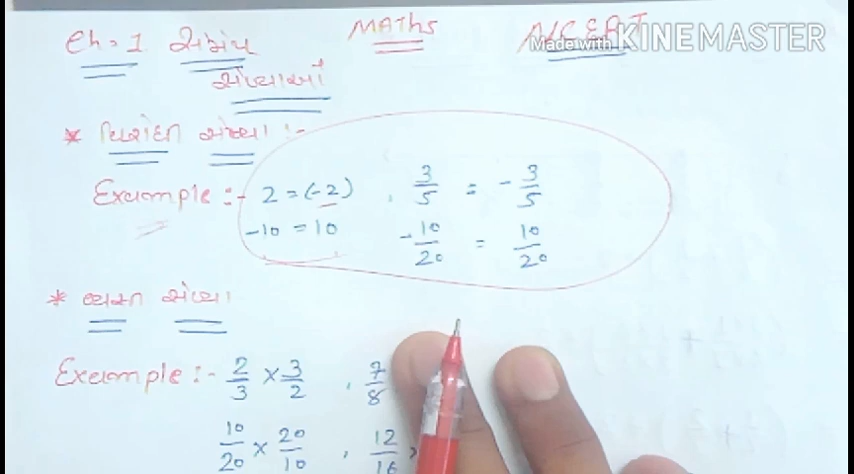 Ch-1 સંમેય MATHS NCERT
Made with KINEMASTER
સંખ્યાઓ
* વિરોધી સંખ્યા :-
Example :- 2 = (-2) , 3/5 = - 3/5
-10 = 10 -10/20 = 10/20
* વ્યસ્ત સંખ્યા
Example :- 2/3 × 3/2 , 7/8
10/20 × 20/10 , 12/16 ×